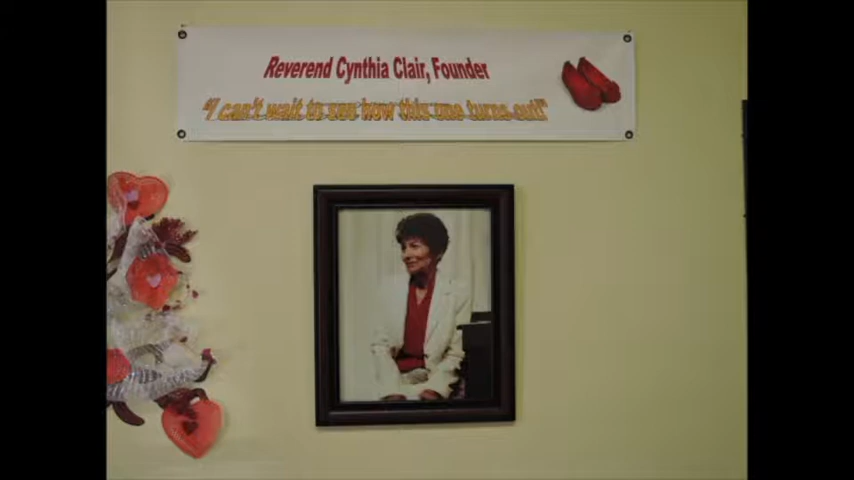 Reverend Cynthia Clair, Founder
"I can't wait to see how this one turns out!"